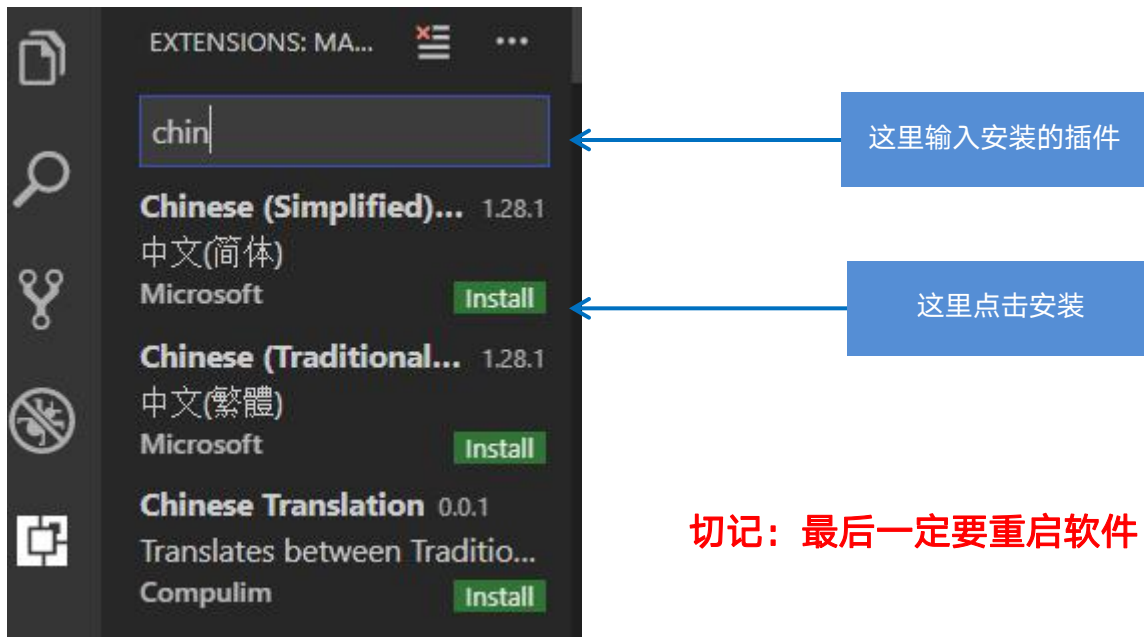 EXTENSIONS: MA...
chin
这里输入安装的插件
Chinese (Simplified)... 1.28.1
中文(简体)
Microsoft Install
这里点击安装
Chinese (Traditional... 1.28.1
中文(繁體)
Microsoft Install
Chinese Translation 0.0.1
切记：最后一定要重启软件
Translates between Traditio...
Compulim Install